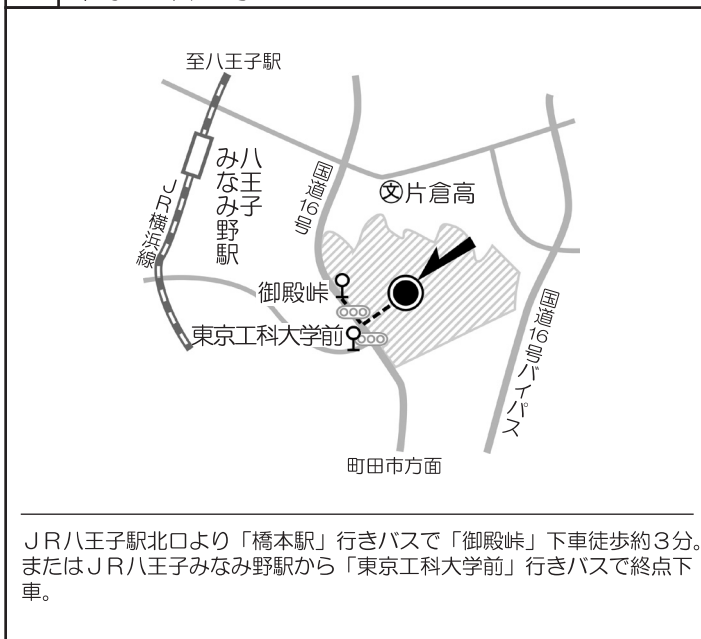 至八王子駅
八王子
みなみ野駅
JR横浜線
国道16号
㊫片倉高
御殿峠
東京工科大学前
国道16号バイパス
町田市方面
ＪＲ八王子駅北口より「橋本駅」行きバスで「御殿峠」下車徒歩約３分。
またはＪＲ八王子みなみ野駅から「東京工科大学前」行きバスで終点下
車。